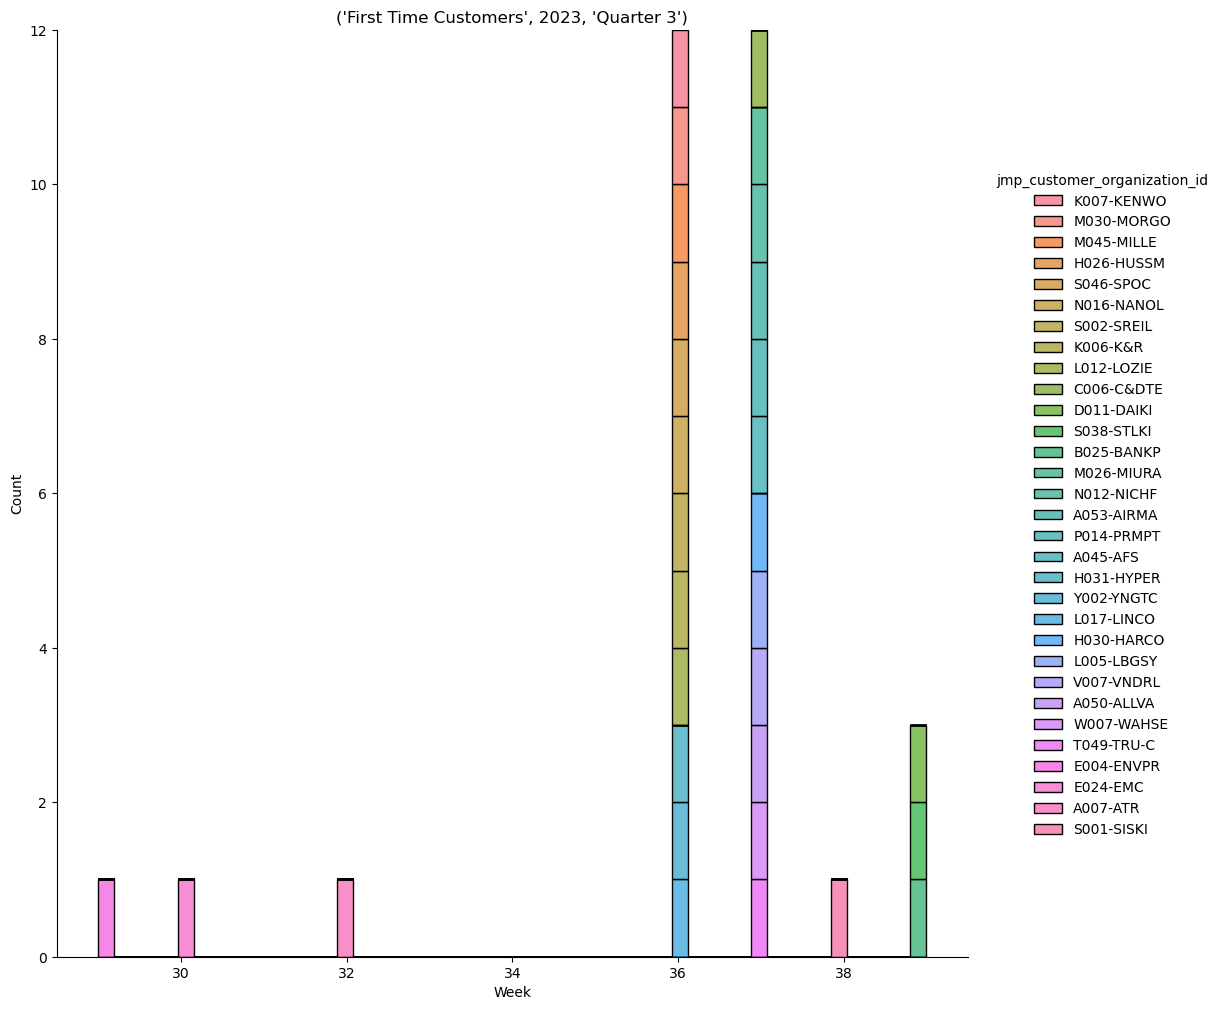 ('First Time Customers', 2023, 'Quarter 3')
12
10
8
6
4
2
0
Count
30
32
34
36
38
Week
jmp_customer_organization_id
K007-KENWO
M030-MORGO
M045-MILLE
H026-HUSSM
S046-SPOC
N016-NANOL
S002-SREIL
K006-K&R
L012-LOZIE
C006-C&DTE
D011-DAIKI
S038-STLKI
B025-BANKP
M026-MIURA
N012-NICHF
A053-AIRMA
P014-PRMPT
A045-AFS
H031-HYPER
Y002-YNGTC
L017-LINCO
H030-HARCO
L005-LBGSY
V007-VNDRL
A050-ALLVA
W007-WAHSE
T049-TRU-C
E004-ENVPR
E024-EMC
A007-ATR
S001-SISKI